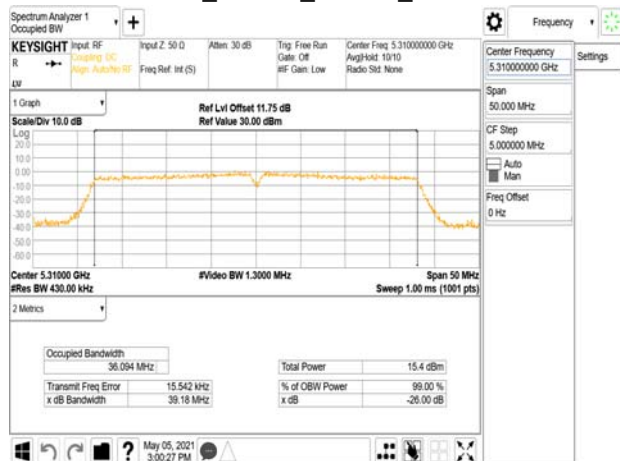 Spectrum Analyzer 1
Occupied BW
Frequency
KEYSIGHT
R
Input: RF
Coupling: DC
Align: Auto/No RF
Input Z: 50 Ω
Freq Ref: Int (S)
Atten: 30 dB
Trig: Free Run
Gate: Off
#IF Gain: Low
Center Freq: 5.310000000 GHz
Avg|Hold: 10/10
Radio Std: None
1 Graph
Scale/Div 10.0 dB
Ref Lvl Offset 11.75 dB
Ref Value 30.00 dBm
Log
20.0
10.0
0.00
-10.0
-20.0
-30.0
-40.0
-50.0
-60.0
Center 5.31000 GHz
#Res BW 430.00 kHz
#Video BW 1.3000 MHz
Span 50 MHz
Sweep 1.00 ms (1001 pts)
2 Metrics
Occupied Bandwidth
36.094 MHz
Transmit Freq Error 15.542 kHz
x dB Bandwidth 39.18 MHz
Total Power 15.4 dBm
% of OBW Power 99.00 %
x dB -26.00 dB
May 05, 2021
3:00:27 PM
Center Frequency
5.310000000 GHz
Settings
Span
50.000 MHz
CF Step
5.000000 MHz
Auto
Man
Freq Offset
0 Hz